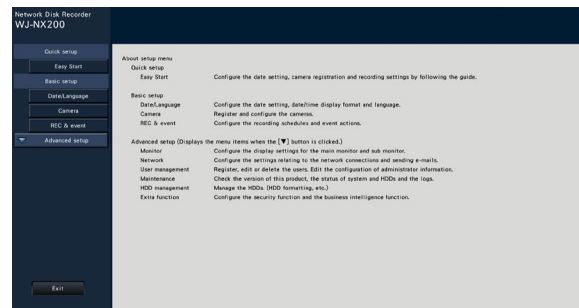 Network Disk Recorder
WJ-NX200
Quick setup
Easy Start
Basic setup
Date/Language
Camera
REC & event
Advanced setup
Exit
About setup menu
Quick setup
Easy Start Configure the date setting, camera registration and recording settings by following the guide.
Basic setup
Date/Language Configure the date setting, date/time display format and language.
Camera Register and configure the cameras.
REC & event Configure the recording schedules and event actions.
Advanced setup (Displays the menu items when the [▼] button is clicked.)
Monitor Configure the display settings for the main monitor and sub monitor.
Network Configure the settings relating to the network connections and sending e-mails.
User management Register, edit or delete the users. Edit the configuration of administrator information.
Maintenance Check the version of this product, the status of system and HDDs and the logs.
HDD management Manage the HDDs. (HDD formatting, etc.)
Extra function Configure the security function and the business intelligence function.